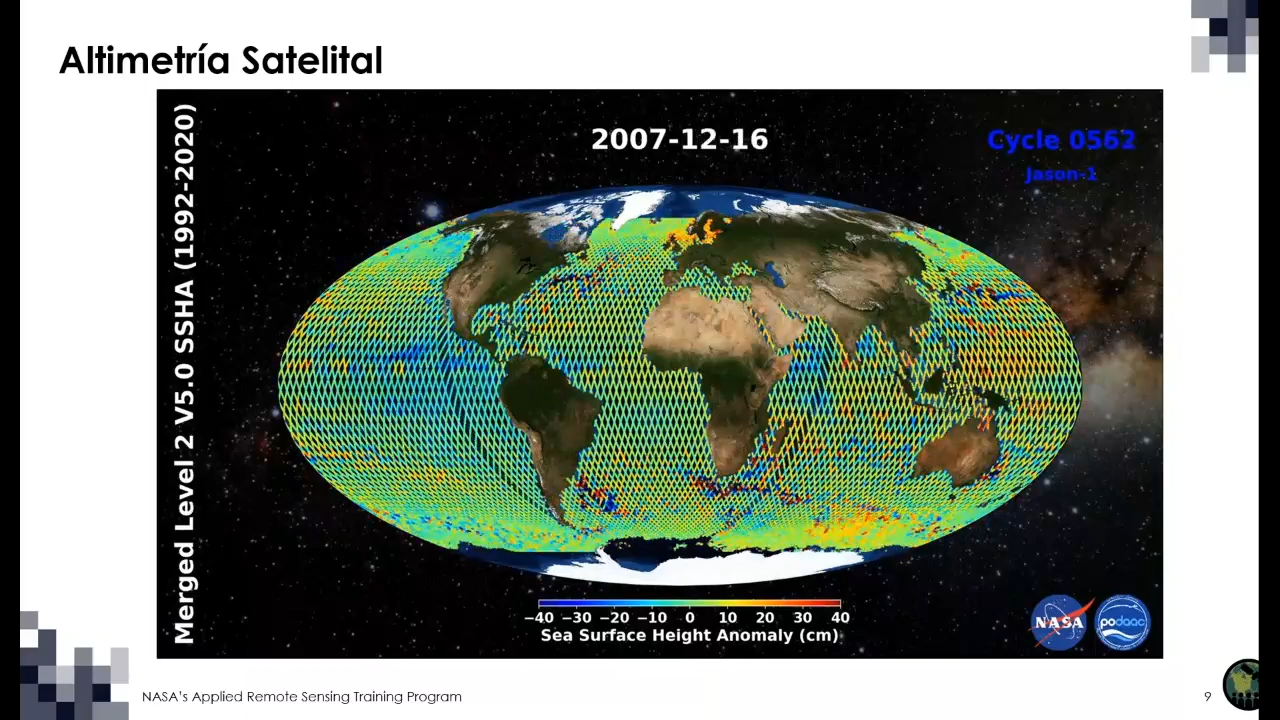 Altimetría Satelital
Merged Level 2 V5.0 SSHA (1992-2020)
2007-12-16
Cycle 0562
Jason-1
−40 −30 −20 −10 0 10 20 30 40
Sea Surface Height Anomaly (cm)
NASA
podaac
NASA's Applied Remote Sensing Training Program
9